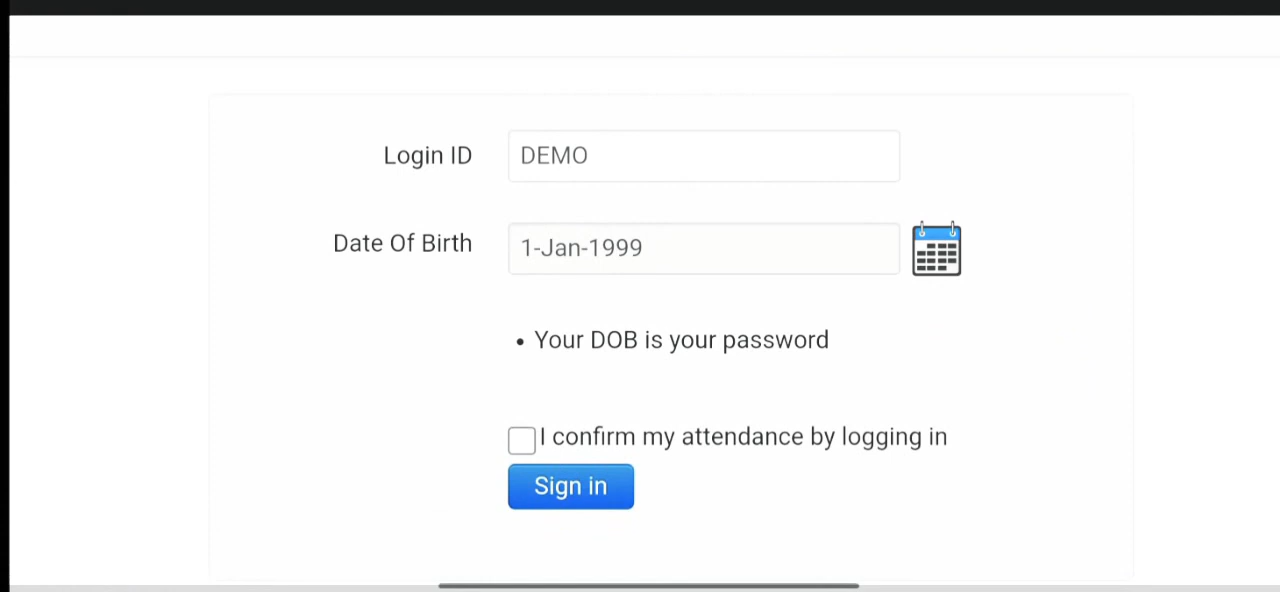 Login ID
DEMO
Date Of Birth
1-Jan-1999
• Your DOB is your password
I confirm my attendance by logging in
Sign in